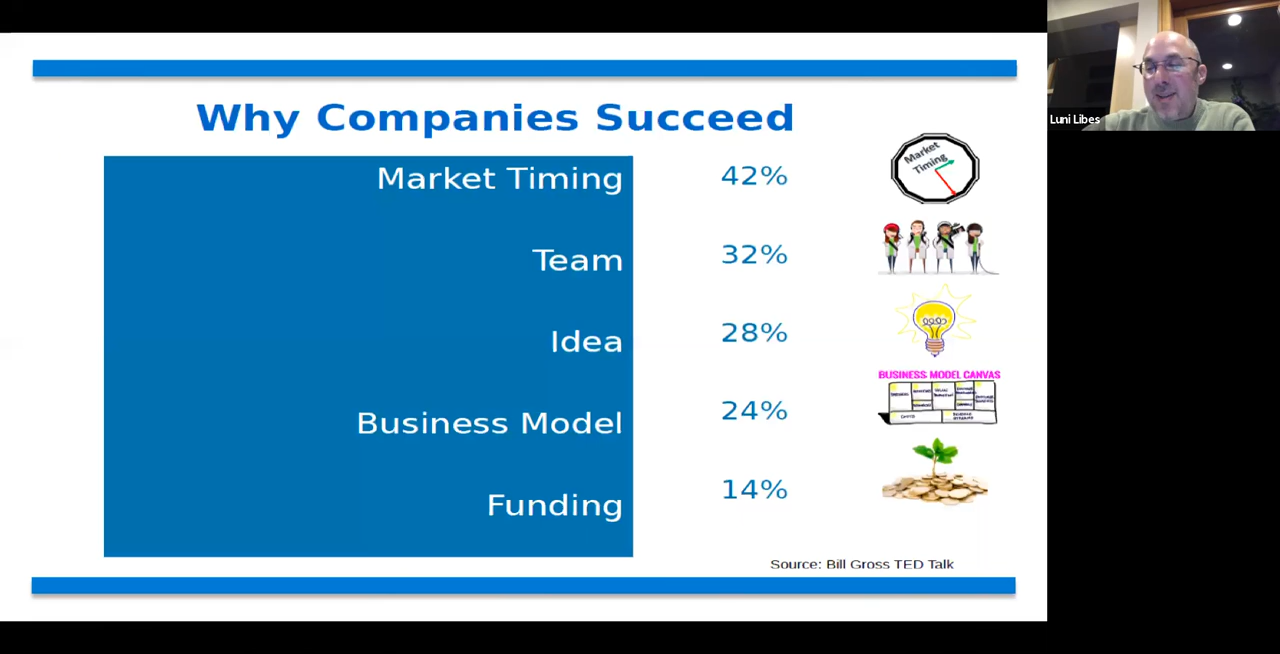 Why Companies Succeed
Market Timing
42%
Market
Timing
Team
32%
Idea
28%
Business Model
24%
BUSINESS MODEL CANVAS
Funding
14%
Source: Bill Gross TED Talk
Luni Libes